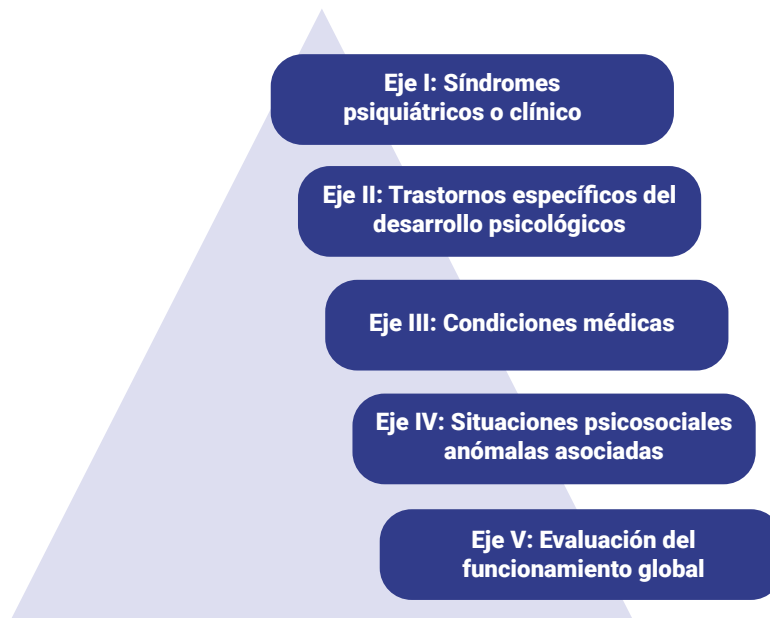 Eje I: Síndromes
psiquiátricos o clínico
Eje II: Trastornos específicos del
desarrollo psicológicos
Eje III: Condiciones médicas
Eje IV: Situaciones psicosociales
anómalas asociadas
Eje V: Evaluación del
funcionamiento global